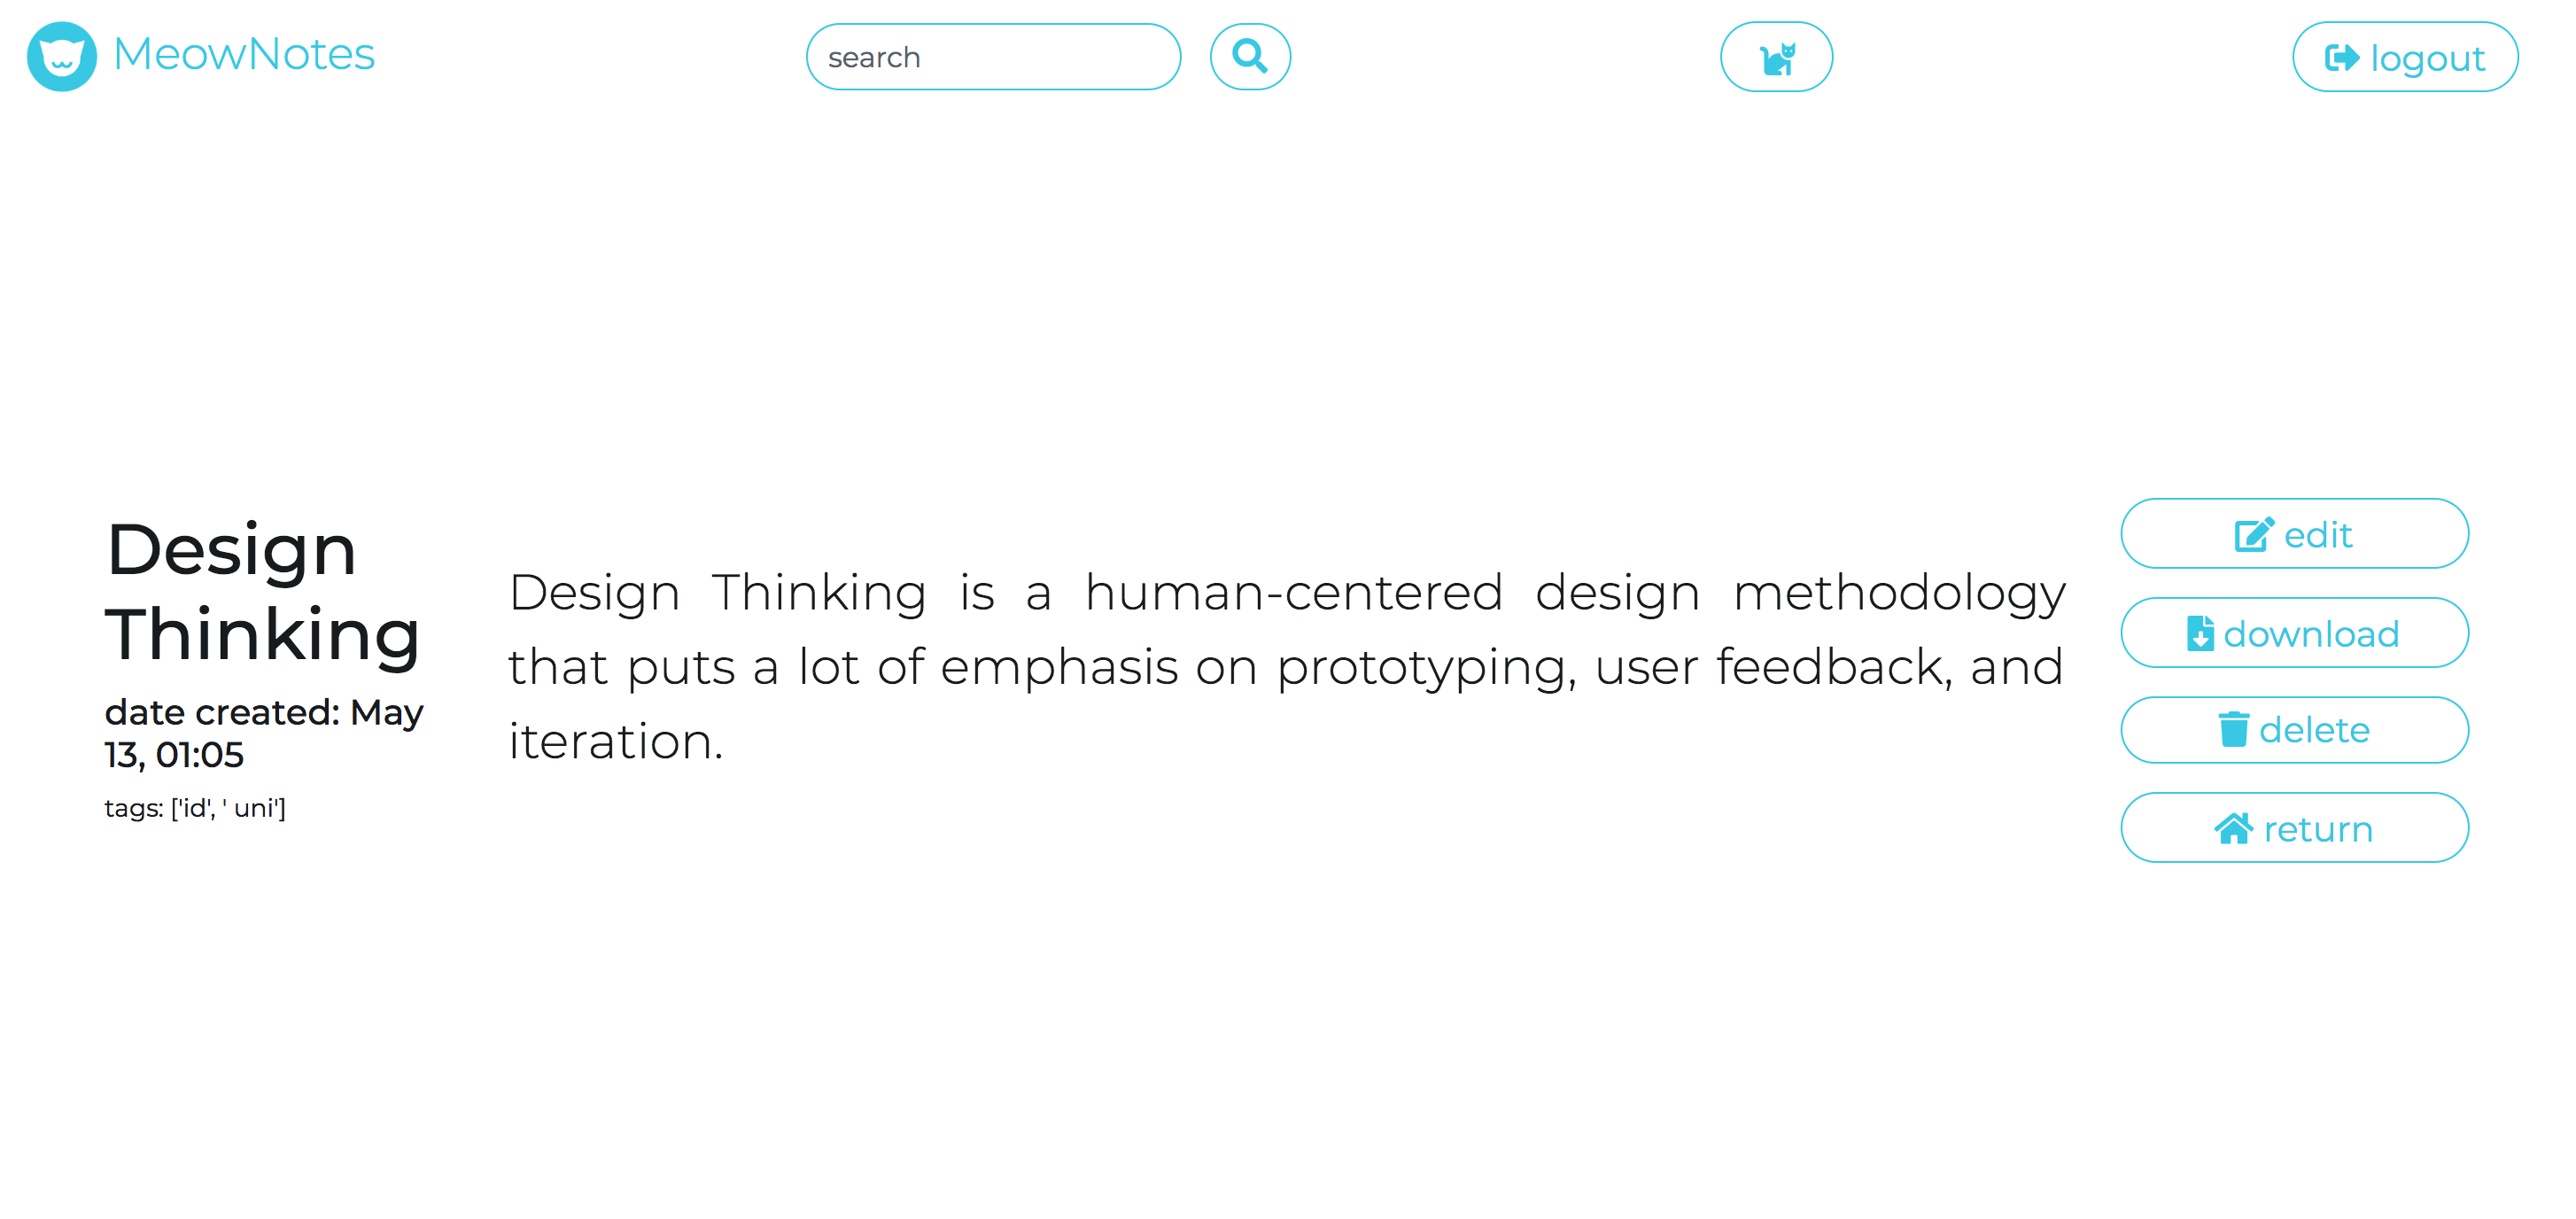 MeowNotes
search
logout
Design
Thinking
date created: May
13, 01:05
tags: ['id', ' uni']
Design Thinking is a human-centered design methodology
that puts a lot of emphasis on prototyping, user feedback, and
iteration.
edit
download
delete
return